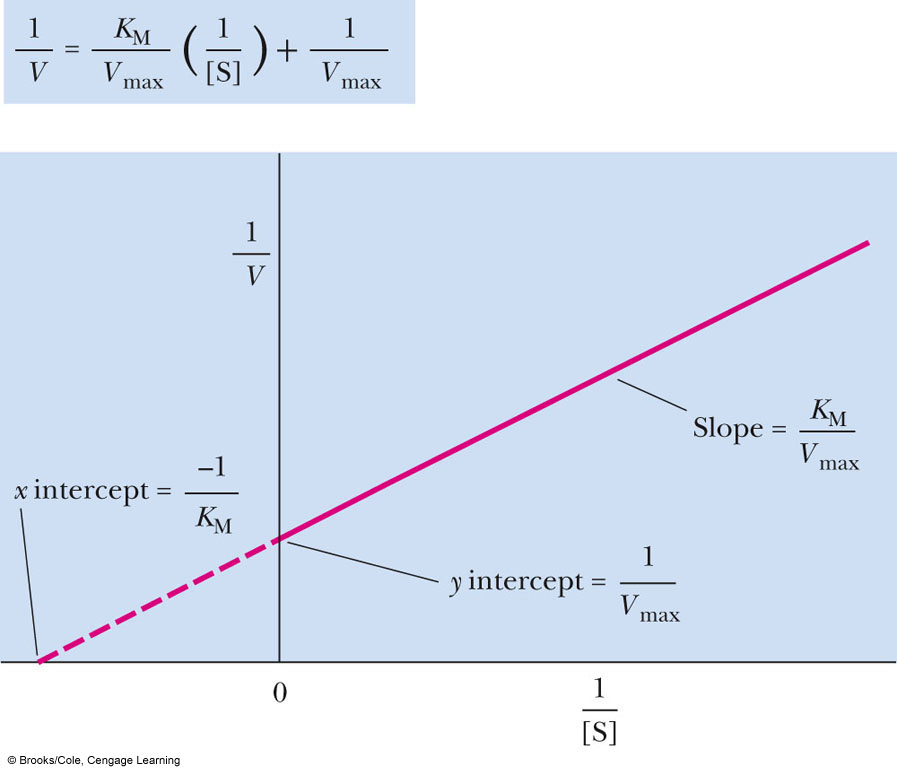 1/V = K_M/V_max (1/[S]) + 1/V_max
1/V
Slope = K_M/V_max
x intercept = –1/K_M
y intercept = 1/V_max
0
1/[S]
© Brooks/Cole, Cengage Learning